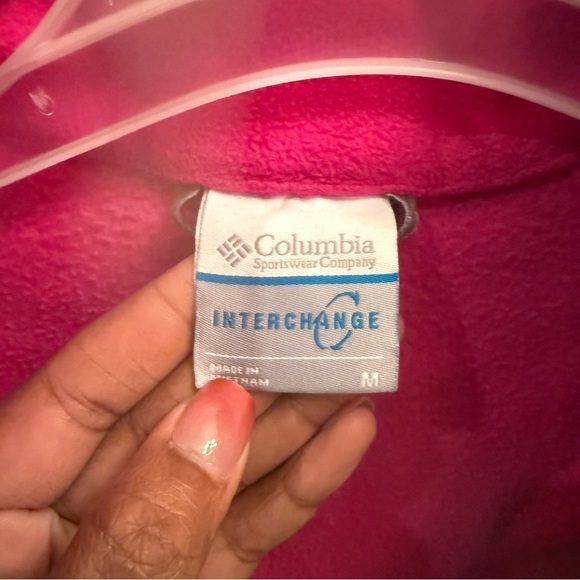 Columbia
Sportswear Company
INTERCHANGE
MADE IN
VIETNAM
M